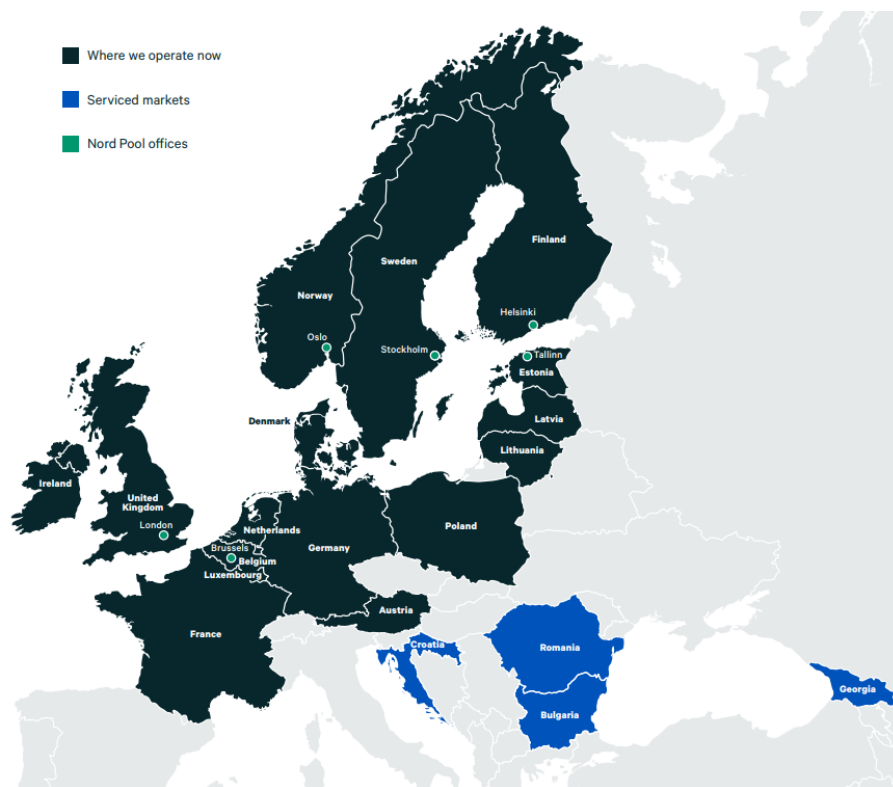 Where we operate now
Serviced markets
Nord Pool offices
Finland
Sweden
Norway
Helsinki
Oslo
Stockholm
Tallinn
Estonia
Denmark
Latvia
Lithuania
Ireland
United
Kingdom
London
Netherlands
Poland
Germany
Brussels
Belgium
Luxembourg
Austria
France
Croatia
Romania
Georgia
Bulgaria